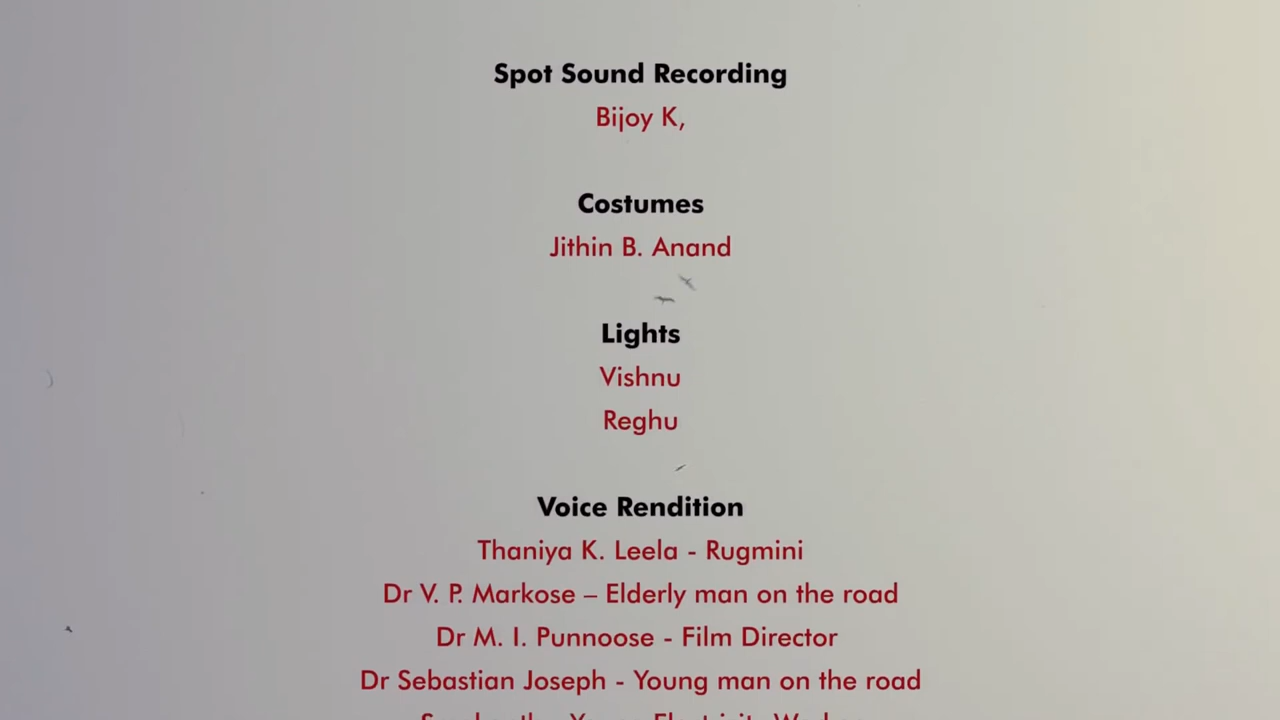 Spot Sound Recording
Bijoy K,
Costumes
Jithin B. Anand
Lights
Vishnu
Reghu
Voice Rendition
Thaniya K. Leela - Rugmini
Dr V. P. Markose – Elderly man on the road
Dr M. I. Punnoose - Film Director
Dr Sebastian Joseph - Young man on the road